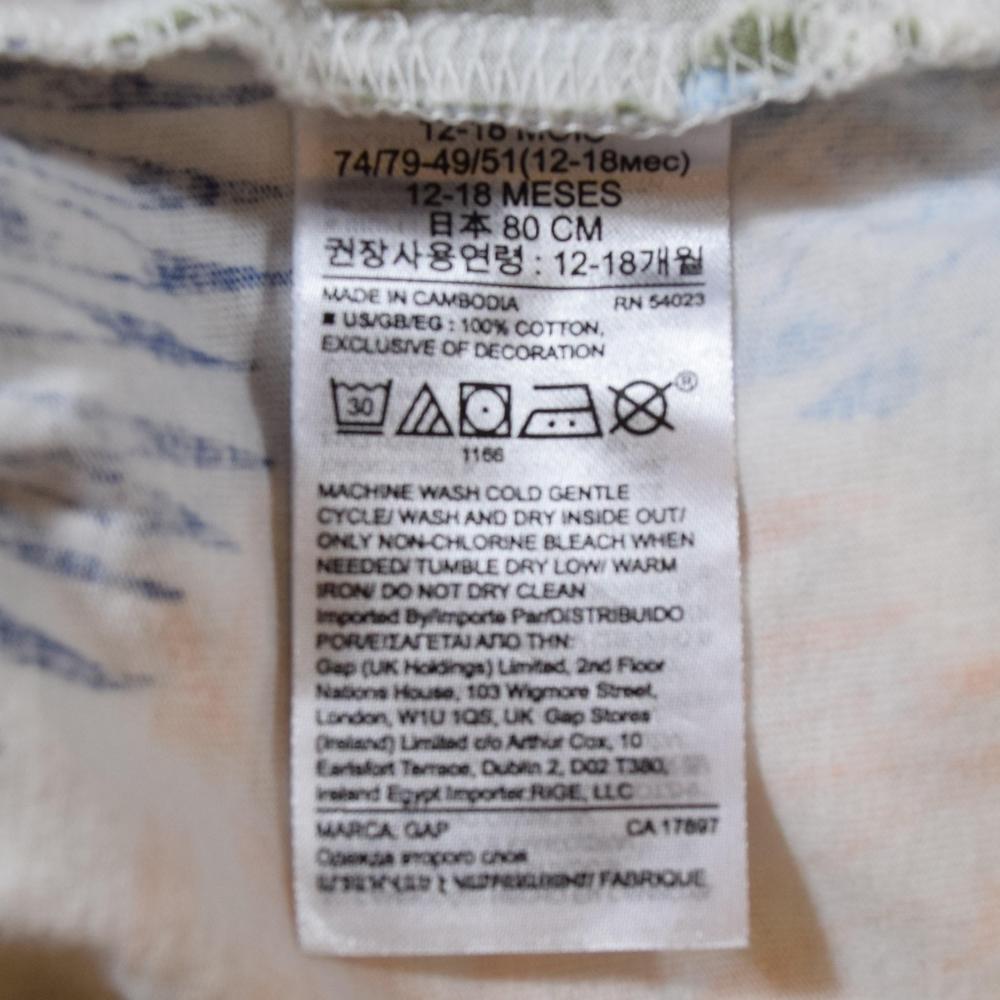 12-18 MOIS
74/79-49/51(12-18мес)
12-18 MESES
日本 80 CM
권장사용연령 : 12-18개월
MADE IN CAMBODIA RN 54023
■ US/GB/EG : 100% COTTON,
EXCLUSIVE OF DECORATION
30 ®
1166
MACHINE WASH COLD GENTLE
CYCLE/ WASH AND DRY INSIDE OUT/
ONLY NON-CHLORINE BLEACH WHEN
NEEDED/ TUMBLE DRY LOW/ WARM
IRON/ DO NOT DRY CLEAN
Imported By/Importe Par/DISTRIBUIDO
POR/ΕΙΣΑΓΕΤΑΙ ΑΠΟ ΤΗΝ:
Gap (UK Holdings) Limited, 2nd Floor
Nations House, 103 Wigmore Street,
London, W1U 1QS, UK Gap Stores
(Ireland) Limited c/o Arthur Cox, 10
Earlsfort Terrace, Dublin 2, D02 T380,
Ireland Egypt Importer:RIGE, LLC
MARCA: GAP CA 17897
Одежда второго слоя
FABRIQUE